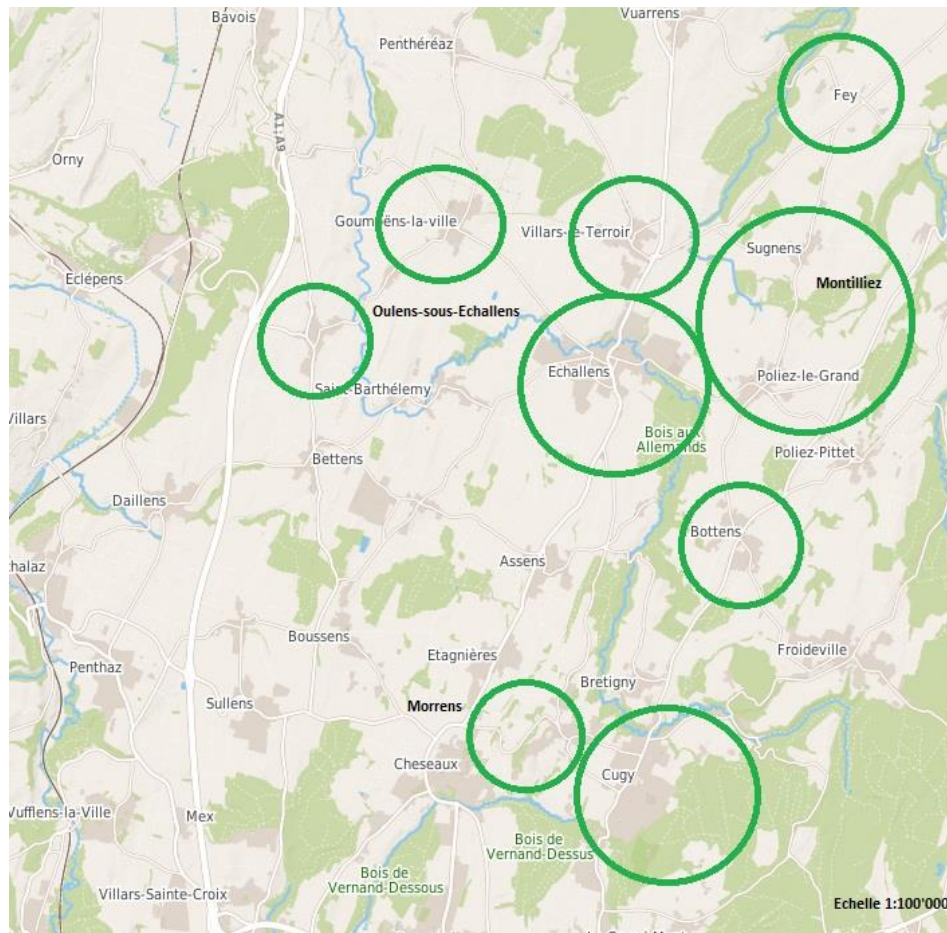 Bavois
Vuarrens
Penthéréaz
Fey
A1;A9
Orny
Goumoëns-la-ville
Villars-le-Terroir
Sugnens
Eclépens
Montilliez
Oulens-sous-Echallens
Echallens
Poliez-le-Grand
Saint-Barthélemy
Villars
Bois aux
Allemands
Bettens
Poliez-Pittet
Daillens
Bottens
Assens
Boussens
Etagnières
Froideville
Penthaz
Bretigny
Sullens
Morrens
Cheseaux
Cugy
Vufflens-la-Ville
Mex
Bois de
Vernand-Dessus
Bois de
Vernand-Dessous
Villars-Sainte-Croix
Echelle 1:100'000